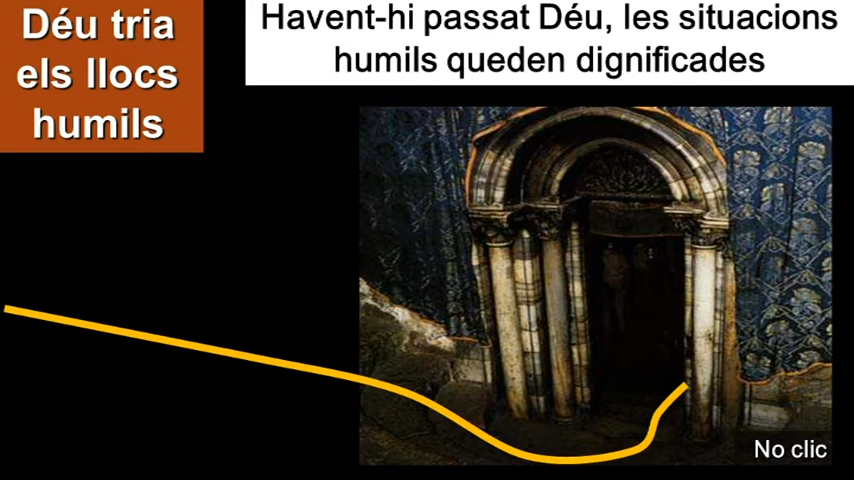 Déu tria
els llocs
humils
Havent-hi passat Déu, les situacions
humils queden dignificades
No clic